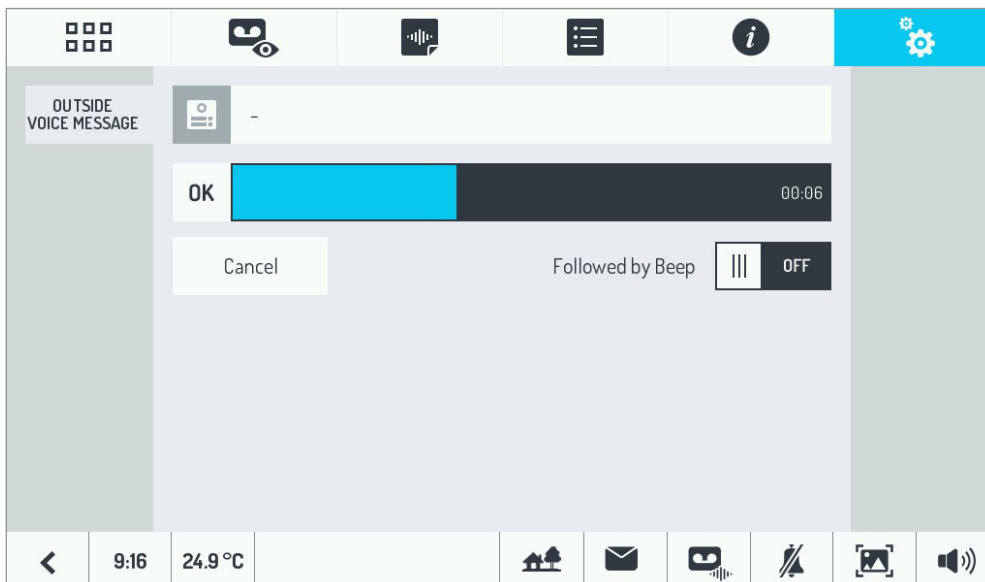 OUTSIDE
VOICE MESSAGE
-
OK
00:06
Cancel
Followed by Beep
OFF
9:16
24.9 °C